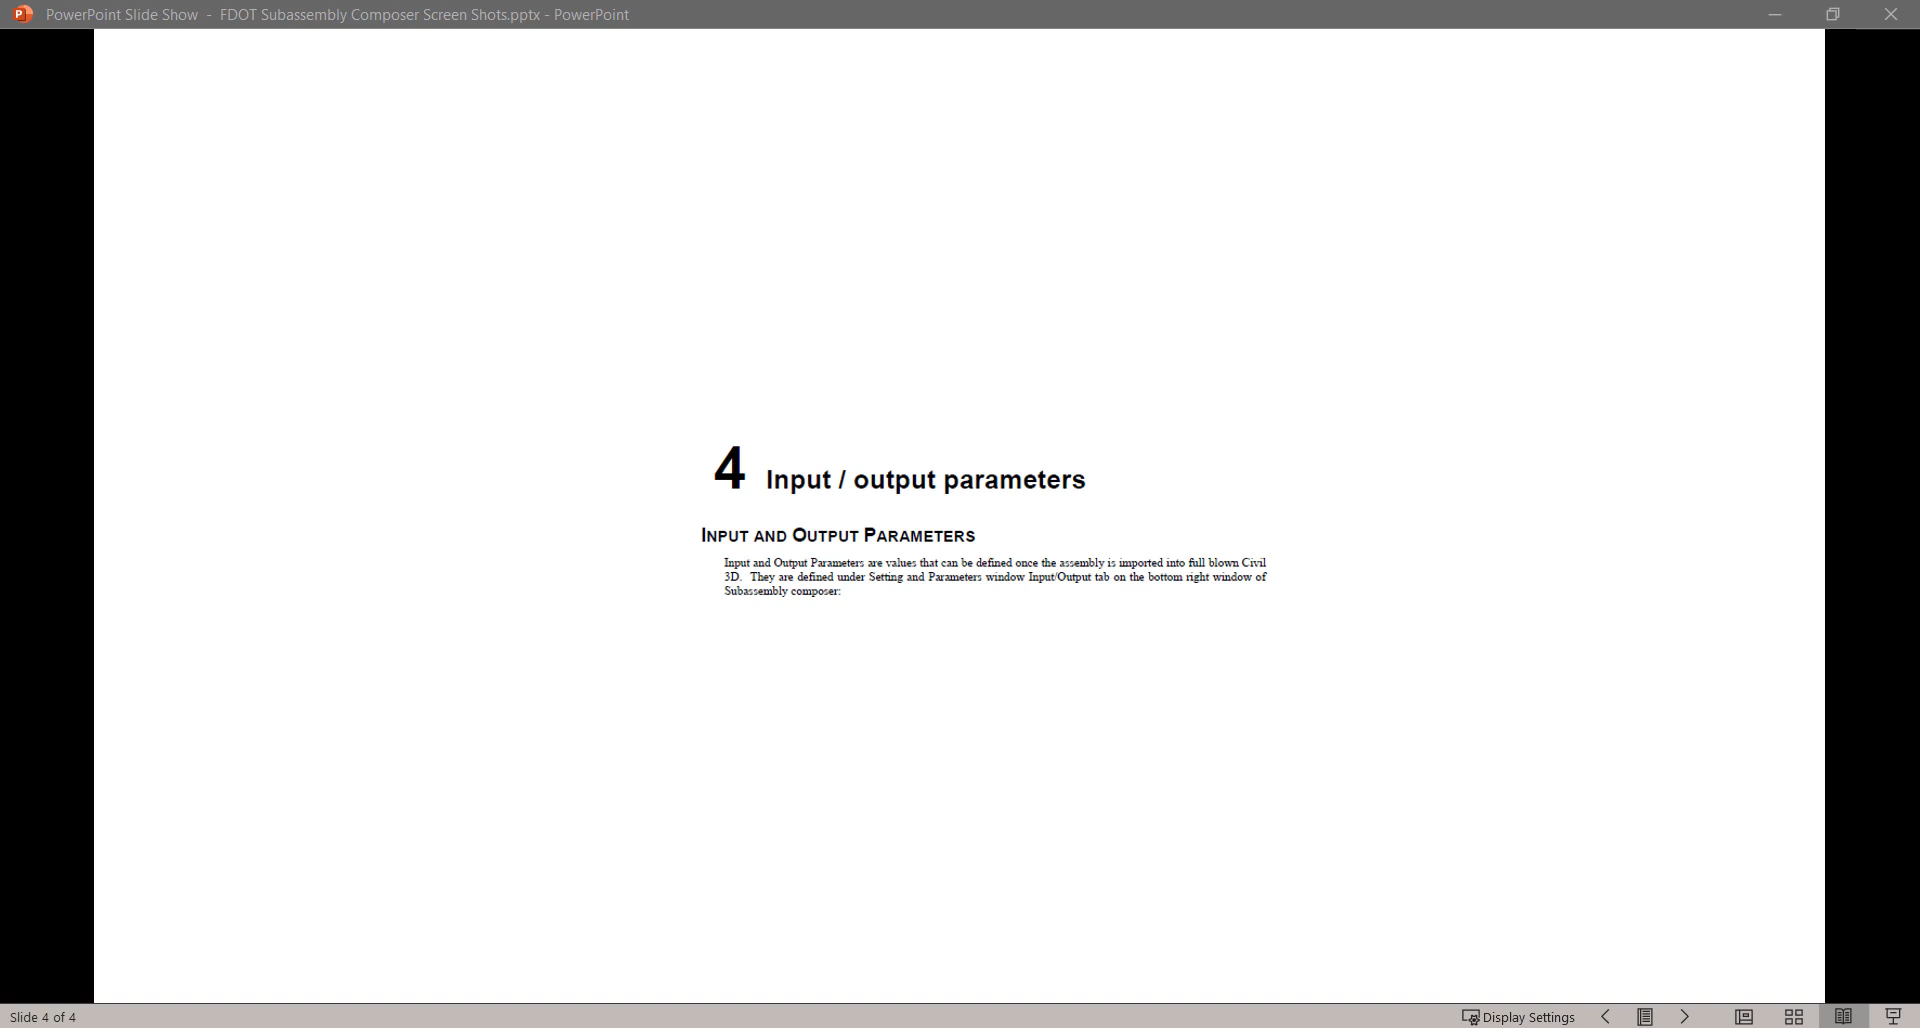 PowerPoint Slide Show - FDOT Subassembly Composer Screen Shots.pptx - PowerPoint
4 Input / output parameters
INPUT AND OUTPUT PARAMETERS
Input and Output Parameters are values that can be defined once the assembly is imported into full blown Civil
3D. They are defined under Setting and Parameters window Input/Output tab on the bottom right window of
Subassembly composer:
Slide 4 of 4
Display Settings